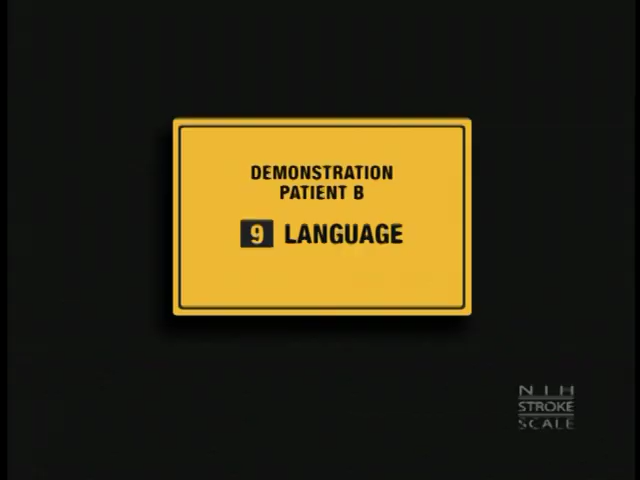 DEMONSTRATION
PATIENT B
9 LANGUAGE
NIH
STROKE
SCALE